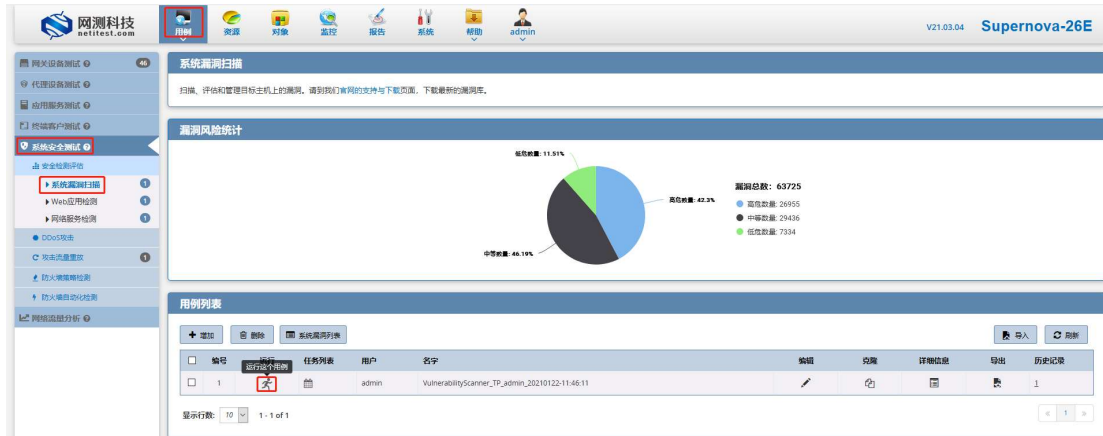 网测科技
netitest.com
用例
资源
对象
监控
报告
系统
帮助
admin
V21.03.04
Supernova-26E
网关设备测试
46
代理设备测试
应用服务测试
终端客户测试
系统安全测试
安全检测评估
系统漏洞扫描
1
Web应用检测
1
网络服务检测
1
DDoS攻击
攻击流量重放
1
防火墙策略检测
防火墙自动化检测
网络流量分析
系统漏洞扫描
扫描、评估和管理目标主机上的漏洞。请到我们官网的支持与下载页面，下载最新的漏洞库。
漏洞风险统计
低危数量: 11.51%
高危数量: 42.3%
中等数量: 46.19%
漏洞总数: 63725
高危数量: 26955
中等数量: 29436
低危数量: 7334
用例列表
增加
删除
系统漏洞列表
导入
刷新
编号 运行 任务列表 用户 名字 编辑 克隆 详细信息 导出 历史记录
运行这个用例
1 admin VulnerabilityScanner_TP_admin_20210122-11:46:11 1
显示行数: 10 1 - 1 of 1
« 1 »